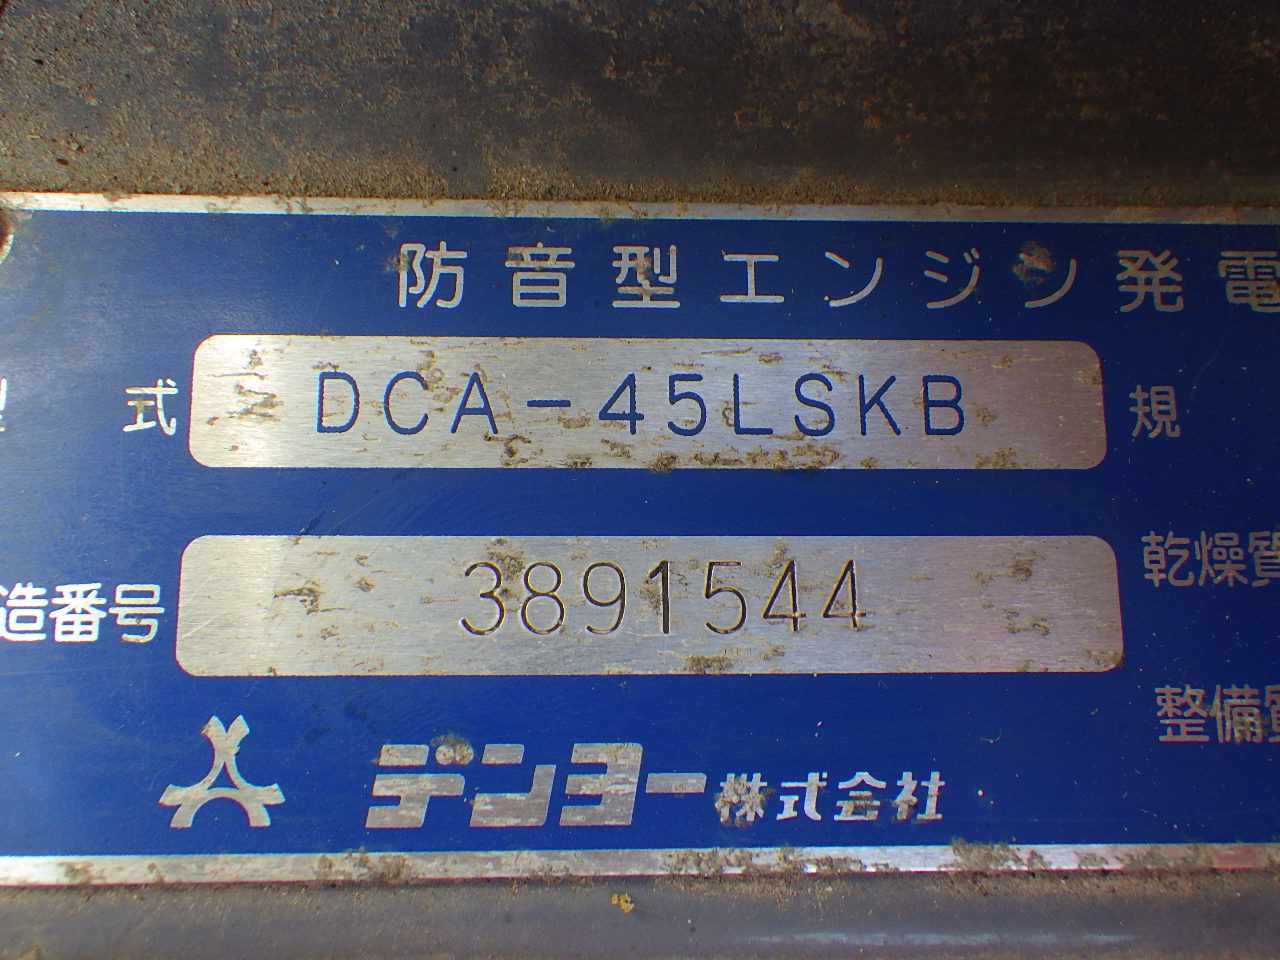 防音型エンジン発電
式 DCA-45LSKB 規
造番号 3891544 乾燥質
整備質
デンヨー株式会社